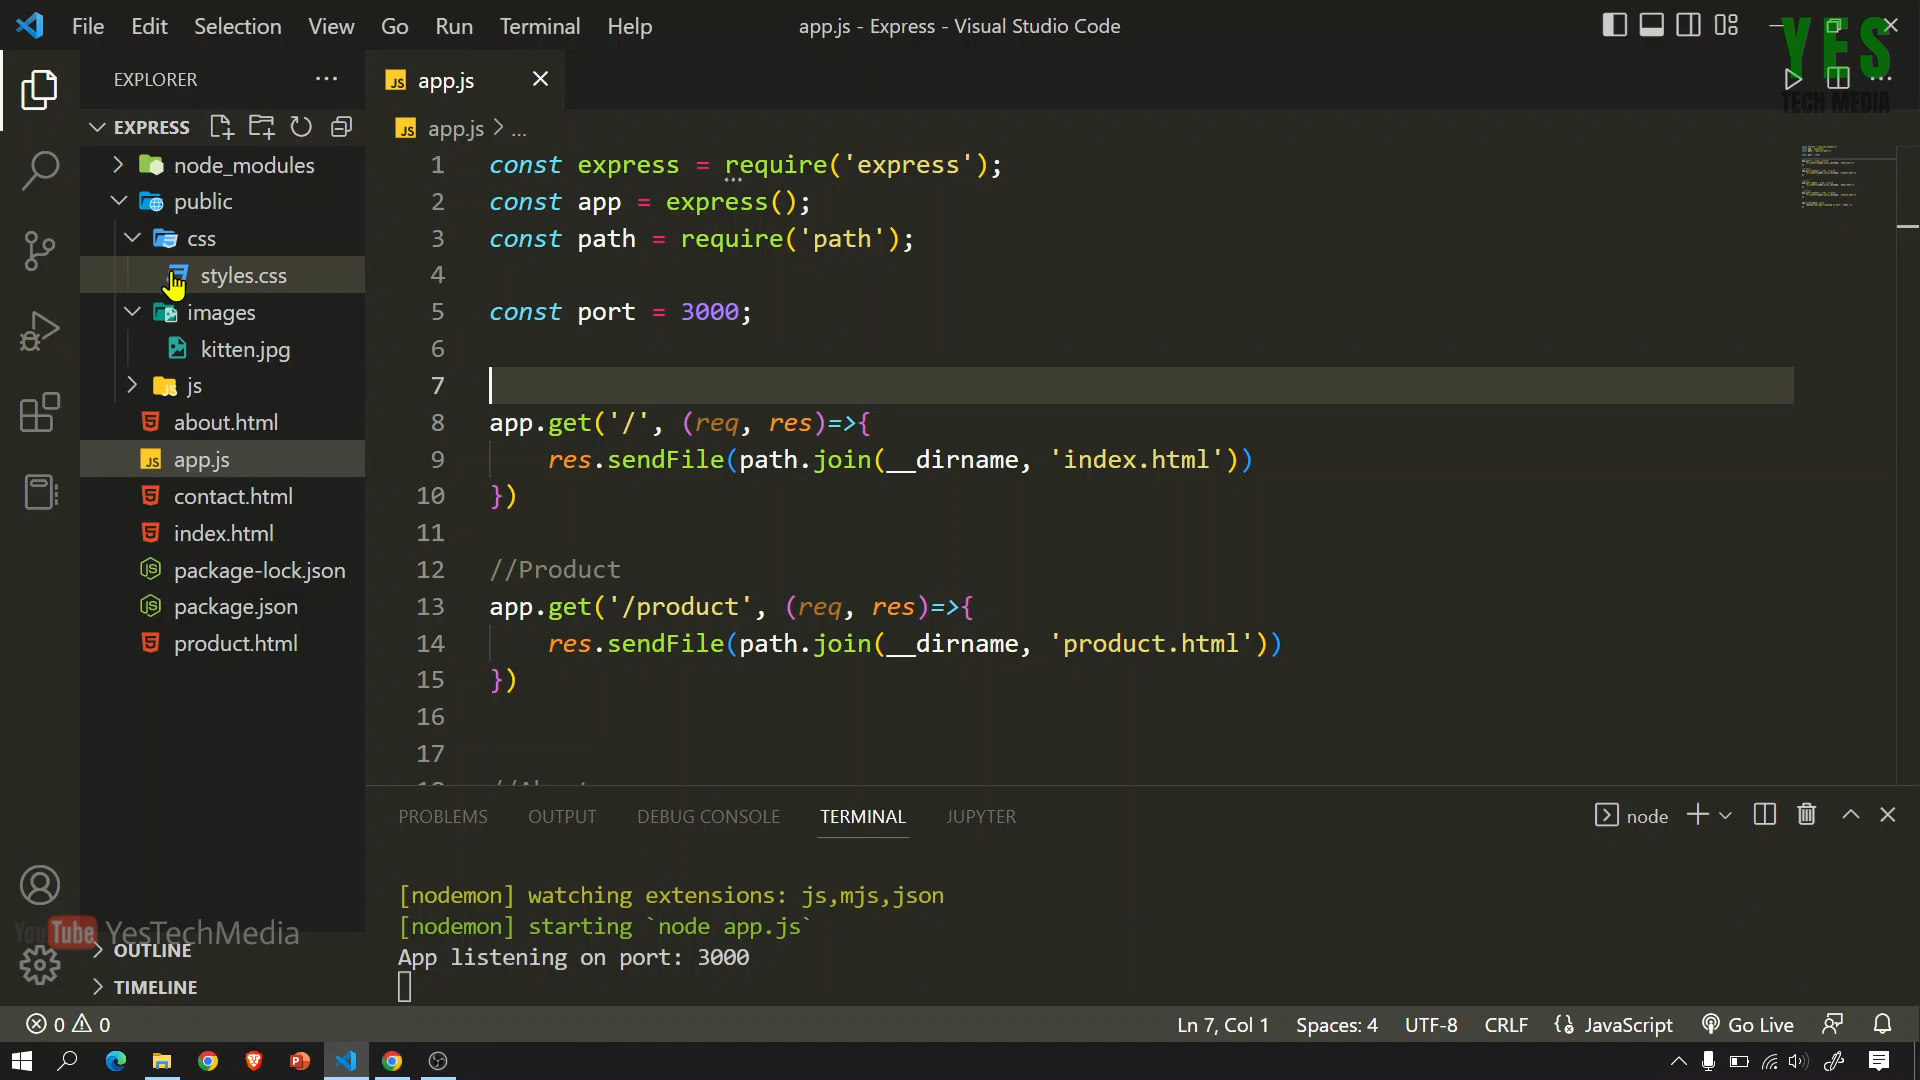 File Edit Selection View Go Run Terminal Help
app.js - Express - Visual Studio Code
YES
TECH MEDIA
EXPLORER
EXPRESS
node_modules
public
css
styles.css
images
kitten.jpg
js
about.html
app.js
contact.html
index.html
package-lock.json
package.json
product.html
YouTube YesTechMedia
OUTLINE
TIMELINE
JS app.js
JS app.js > ...
1 const express = require('express');
2 const app = express();
3 const path = require('path');
4
5 const port = 3000;
6
7
8 app.get('/', (req, res)=>{
9 res.sendFile(path.join(__dirname, 'index.html'))
10 })
11
12 //Product
13 app.get('/product', (req, res)=>{
14 res.sendFile(path.join(__dirname, 'product.html'))
15 })
16
17
PROBLEMS OUTPUT DEBUG CONSOLE TERMINAL JUPYTER
node
[nodemon] watching extensions: js,mjs,json
[nodemon] starting `node app.js`
App listening on port: 3000
0 0
Ln 7, Col 1 Spaces: 4 UTF-8 CRLF JavaScript Go Live